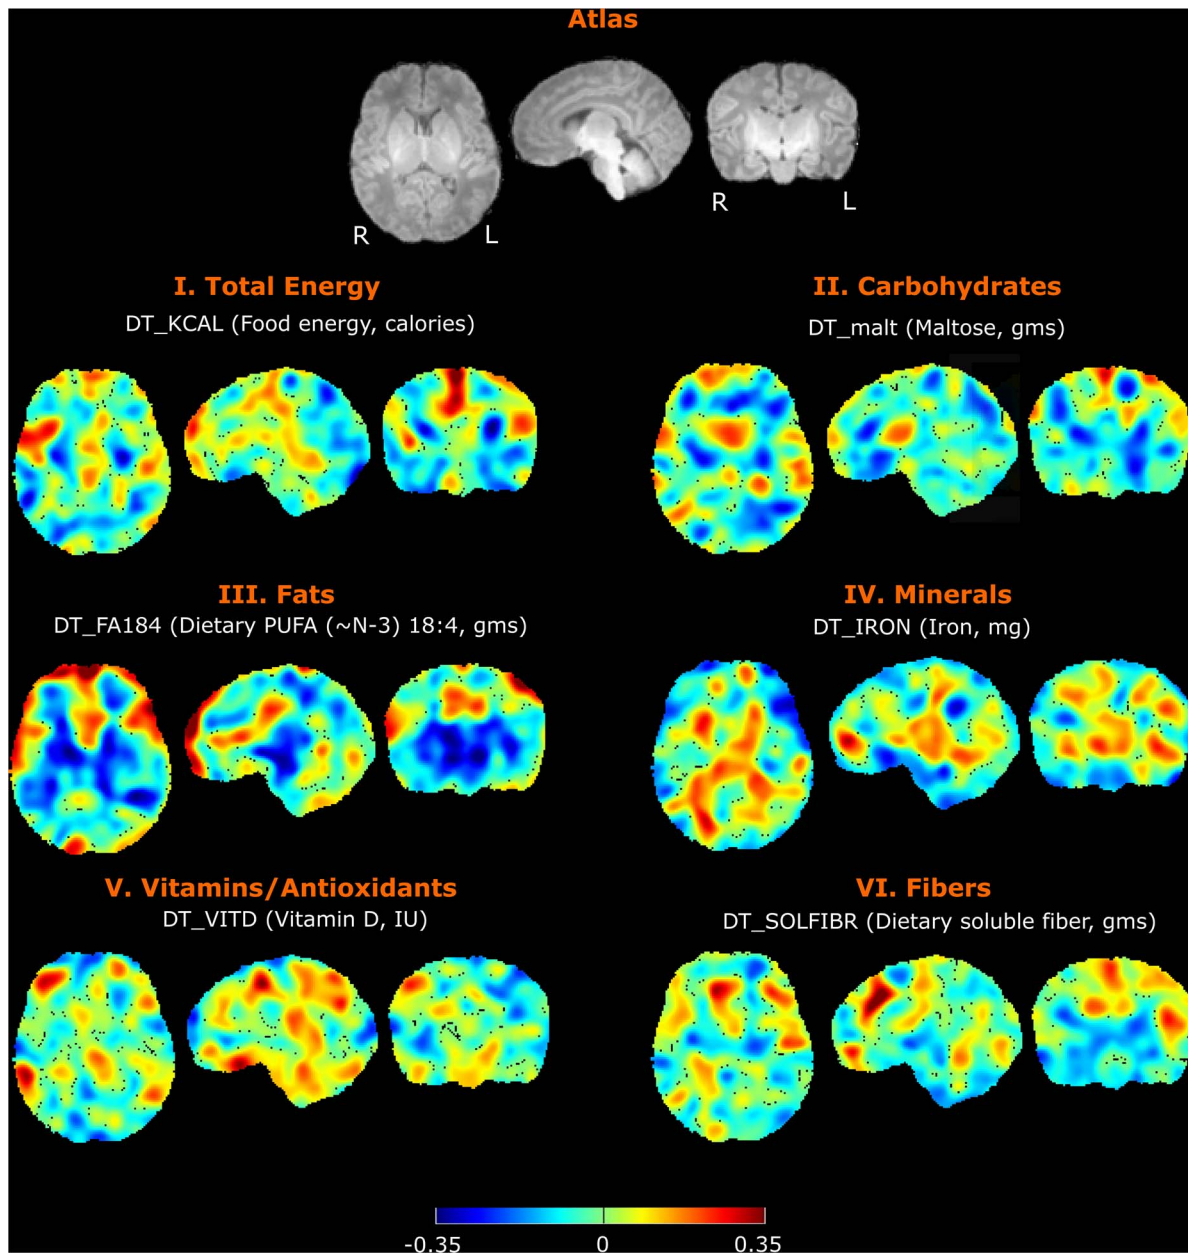 Atlas
R
L
R
L
I. Total Energy
DT_KCAL (Food energy, calories)
II. Carbohydrates
DT_malt (Maltose, gms)
III. Fats
DT_FA184 (Dietary PUFA (~N-3) 18:4, gms)
IV. Minerals
DT_IRON (Iron, mg)
V. Vitamins/Antioxidants
DT_VITD (Vitamin D, IU)
VI. Fibers
DT_SOLFIBR (Dietary soluble fiber, gms)
-0.35 0 0.35